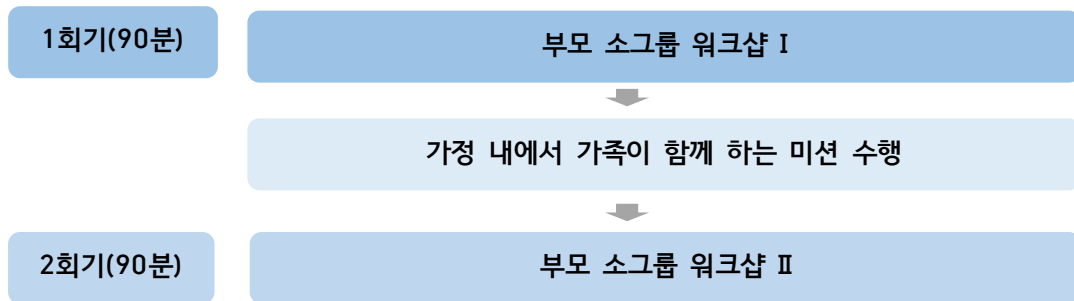 1회기(90분)
부모 소그룹 워크샵 Ⅰ
가정 내에서 가족이 함께 하는 미션 수행
2회기(90분)
부모 소그룹 워크샵 Ⅱ